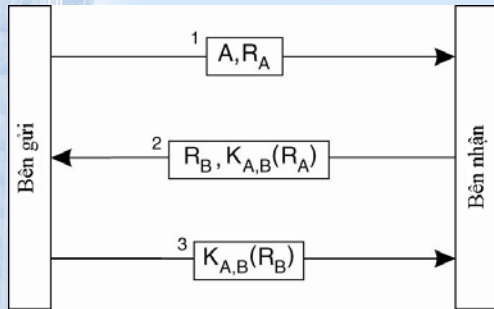 Bên gửi
1
A,R_A
2
R_B, K_A,B(R_A)
3
K_A,B(R_B)
Bên nhận